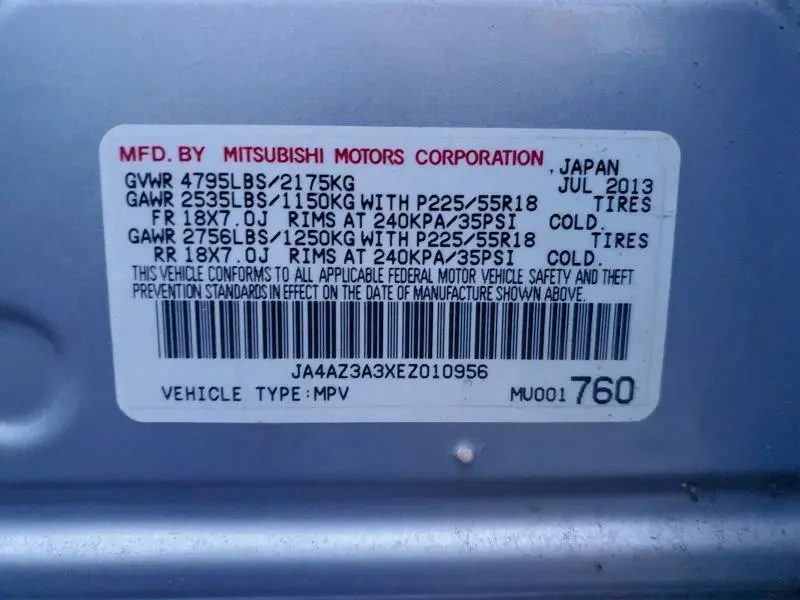 MFD. BY MITSUBISHI MOTORS CORPORATION , JAPAN
GVWR 4795LBS/2175KG JUL 2013
GAWR 2535LBS/1150KG WITH P225/55R18 TIRES
FR 18X7.0J RIMS AT 240KPA/35PSI COLD.
GAWR 2756LBS/1250KG WITH P225/55R18 TIRES
RR 18X7.0J RIMS AT 240KPA/35PSI COLD.
THIS VEHICLE CONFORMS TO ALL APPLICABLE FEDERAL MOTOR VEHICLE SAFETY AND THEFT
PREVENTION STANDARDS IN EFFECT ON THE DATE OF MANUFACTURE SHOWN ABOVE.
JA4AZ3A3XEZ010956
VEHICLE TYPE:MPV MU001 760